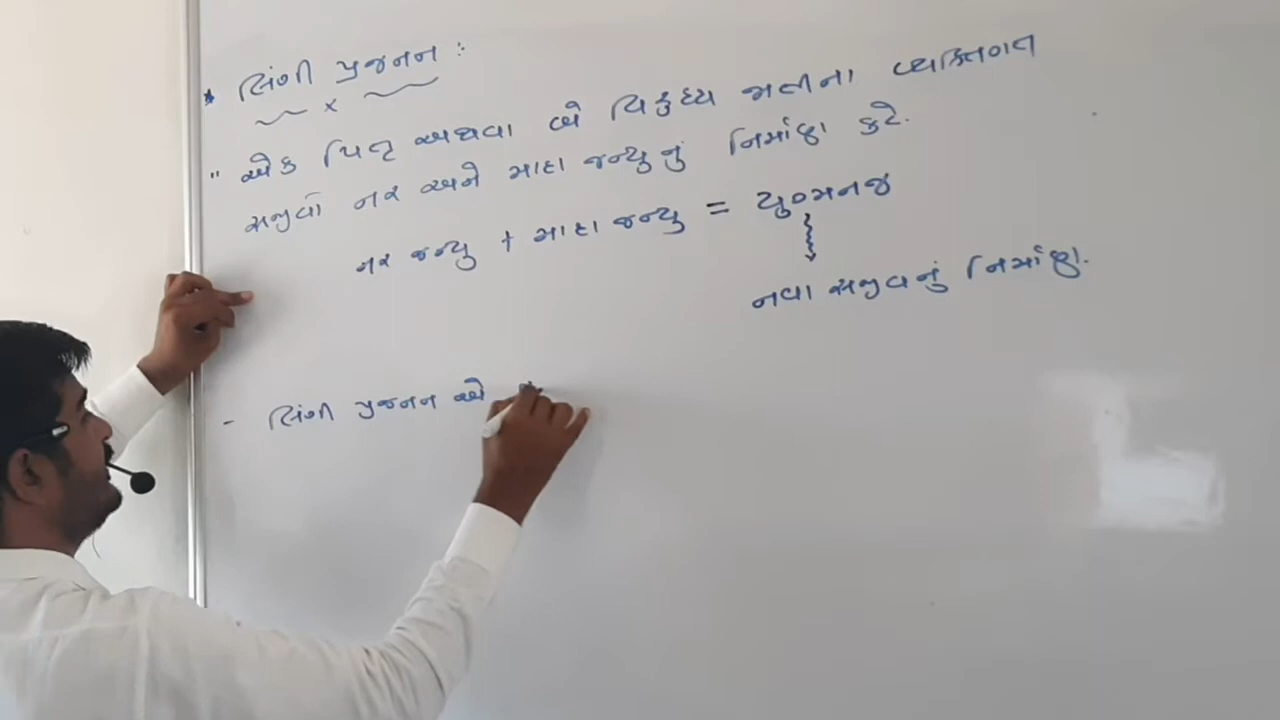 * લિંગી પ્રજનન :
" એક પિતૃ અથવા બે વિરુધ્ધ જાતીના વ્યક્તિગત
સજીવો નર અને માદા જન્યુનું નિર્માણ કરે.
નર જન્યુ + માદા જન્યુ = યુગ્મનજ
નવા સજીવનું નિર્માણ.
- લિંગી પ્રજનન એ